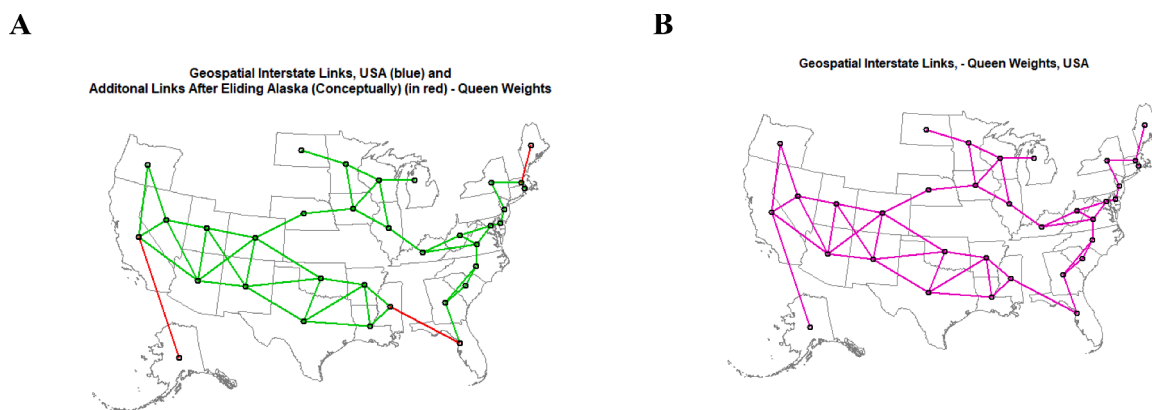 A
Geospatial Interstate Links, USA (blue) and
Additonal Links After Eliding Alaska (Conceptually) (in red) - Queen Weights
B
Geospatial Interstate Links, - Queen Weights, USA